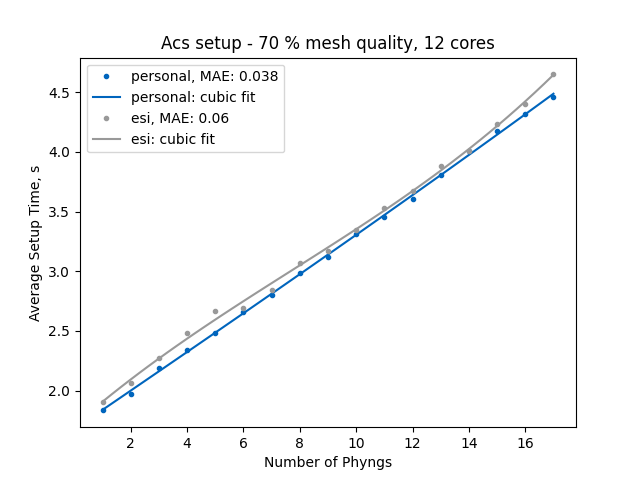 Acs setup - 70 % mesh quality, 12 cores
personal, MAE: 0.038
personal: cubic fit
esi, MAE: 0.06
esi: cubic fit
Average Setup Time, s
4.5
4.0
3.5
3.0
2.5
2.0
2 4 6 8 10 12 14 16
Number of Phyngs